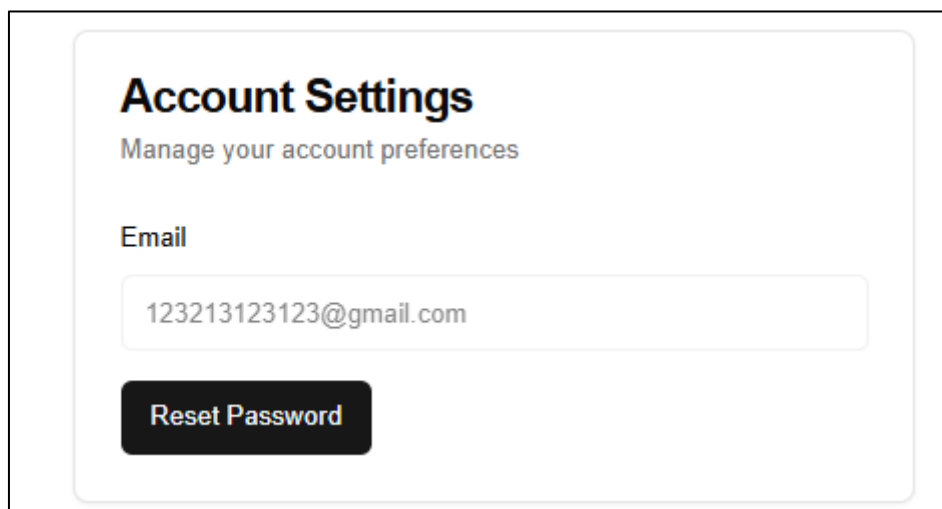 Account Settings
Manage your account preferences
Email
123213123123@gmail.com
Reset Password